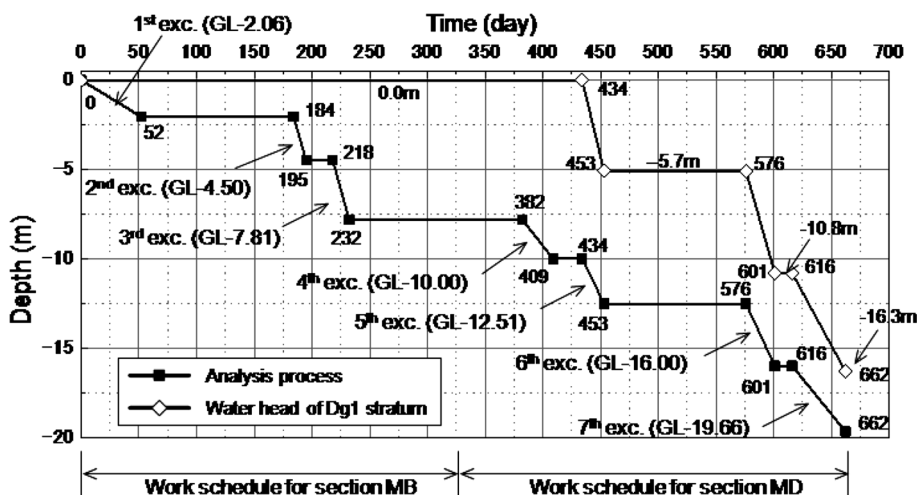 Time (day)
0 50 100 150 200 250 300 350 400 450 500 550 600 650 700
1st exc. (GL-2.06)
0
0
0.0m
434
52
184
2nd exc. (GL-4.50)
195
218
453
−5.7m
576
−5
3rd exc. (GL-7.81)
232
382
-10.8m
−10
4th exc. (GL-10.00)
409
434
601
616
5th exc. (GL-12.51)
453
576
-16.3m
−15
6th exc. (GL-16.00)
601
616
662
7th exc. (GL-19.66)
662
−20
Depth (m)
Analysis process
Water head of Dg1 stratum
Work schedule for section MB
Work schedule for section MD